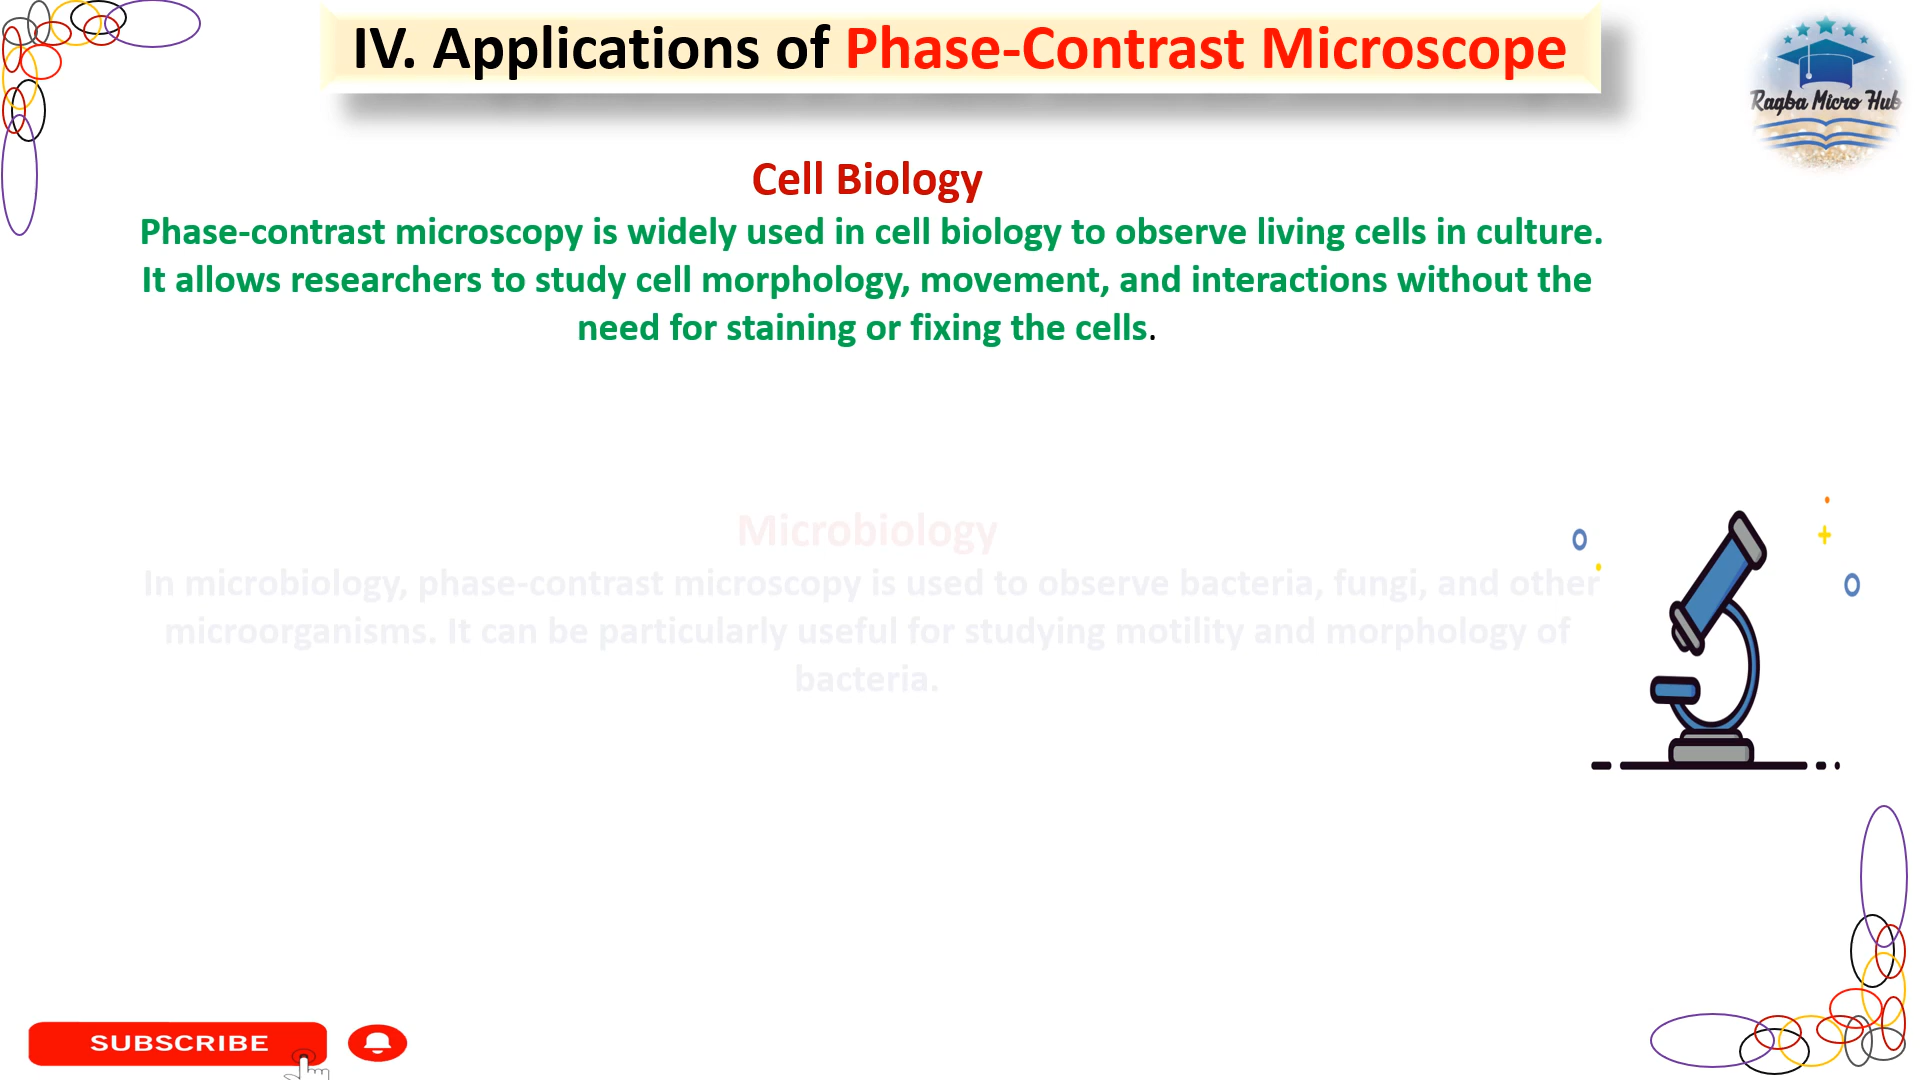 IV. Applications of Phase-Contrast Microscope
Ragba Micro Hub
Cell Biology
Phase-contrast microscopy is widely used in cell biology to observe living cells in culture.
It allows researchers to study cell morphology, movement, and interactions without the
need for staining or fixing the cells.
Microbiology
In microbiology, phase-contrast microscopy is used to observe bacteria, fungi, and other
microorganisms. It can be particularly useful for studying motility and morphology of
bacteria.
SUBSCRIBE